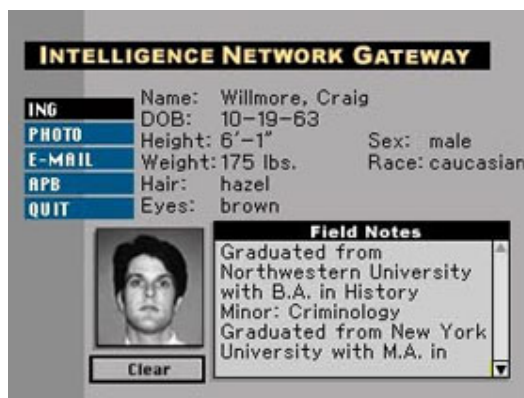 INTELLIGENCE NETWORK GATEWAY
ING
PHOTO
E-MAIL
APB
QUIT
Name: Willmore, Craig
DOB: 10-19-63
Height: 6'-1" Sex: male
Weight: 175 lbs. Race: caucasian
Hair: hazel
Eyes: brown
Field Notes
Graduated from
Northwestern University
with B.A. in History
Minor: Criminology
Graduated from New York
University with M.A. in
Clear